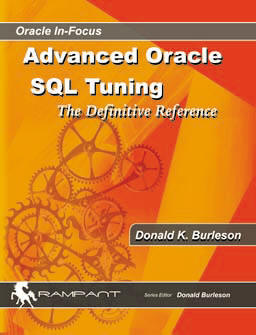 Oracle In-Focus
Advanced Oracle
SQL Tuning
The Definitive Reference
Donald K. Burleson
RAMPANT
Series Editor Donald Burleson